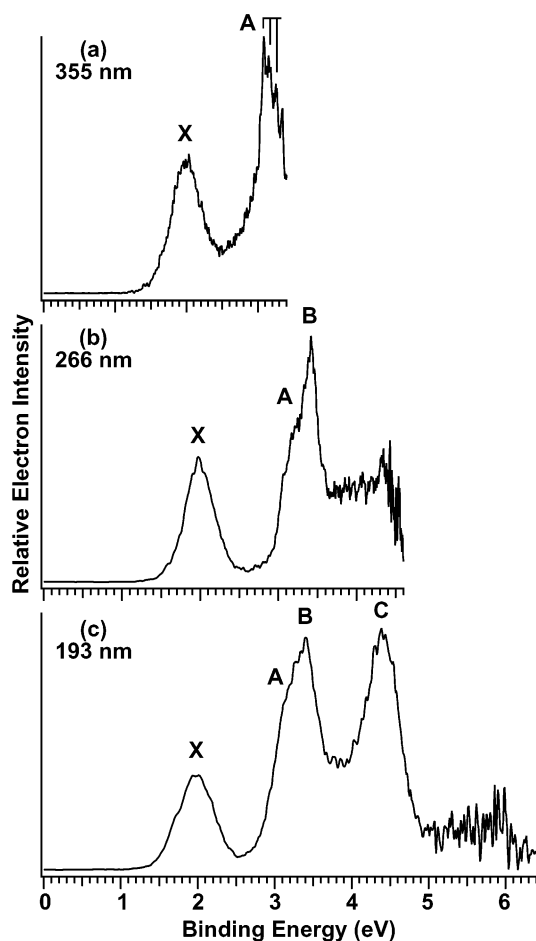 A
(a)
355 nm
X
B
(b)
266 nm
A
X
C
B
(c)
193 nm
A
X
Relative Electron Intensity
0 1 2 3 4 5 6
Binding Energy (eV)